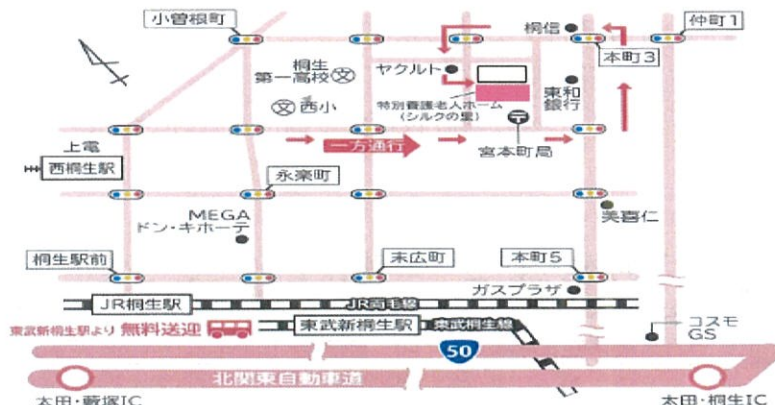 小曽根町
桐信
仲町1
本町3
桐生
第一高校
文
ヤクルト
東和
銀行
文
西小
特別養護老人ホーム
(シルクの里)
上電
西桐生駅
一方通行
宮本町局
永楽町
美喜仁
MEGA
ドン・キホーテ
桐生駅前
末広町
本町5
ガスプラザ
JR桐生駅
JR両毛線
東武新桐生駅より 無料送迎
東武新桐生駅
東武桐生線
コスモ
GS
50
北関東自動車道
太田・藪塚IC
太田・桐生IC